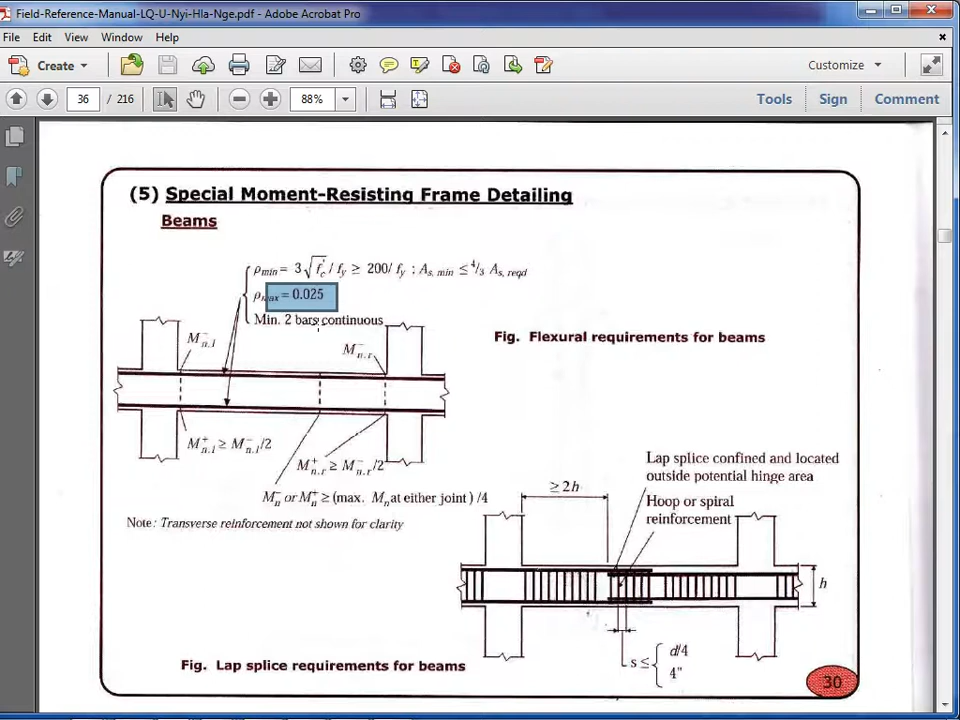 Field-Reference-Manual-LQ-U-Nyi-Hla-Nge.pdf - Adobe Acrobat Pro
File Edit View Window Help
Create Customize
36 / 216 88% Tools Sign Comment
(5) Special Moment-Resisting Frame Detailing
Beams
ρmin = 3√f'c / fy ≥ 200/ fy : As, min ≤ 4/3 As, reqd
ρmax = 0.025
Min. 2 bars continuous
M⁻n,l
M⁻n,r
Fig. Flexural requirements for beams
M⁺n,l ≥ M⁻n,l/2
M⁺n,r ≥ M⁻n,r/2
M⁻n or M⁺n ≥ (max. Mn at either joint) /4
Note: Transverse reinforcement not shown for clarity
Lap splice confined and located
outside potential hinge area
≥ 2h
Hoop or spiral
reinforcement
h
s ≤ { d/4
4"
Fig. Lap splice requirements for beams
30